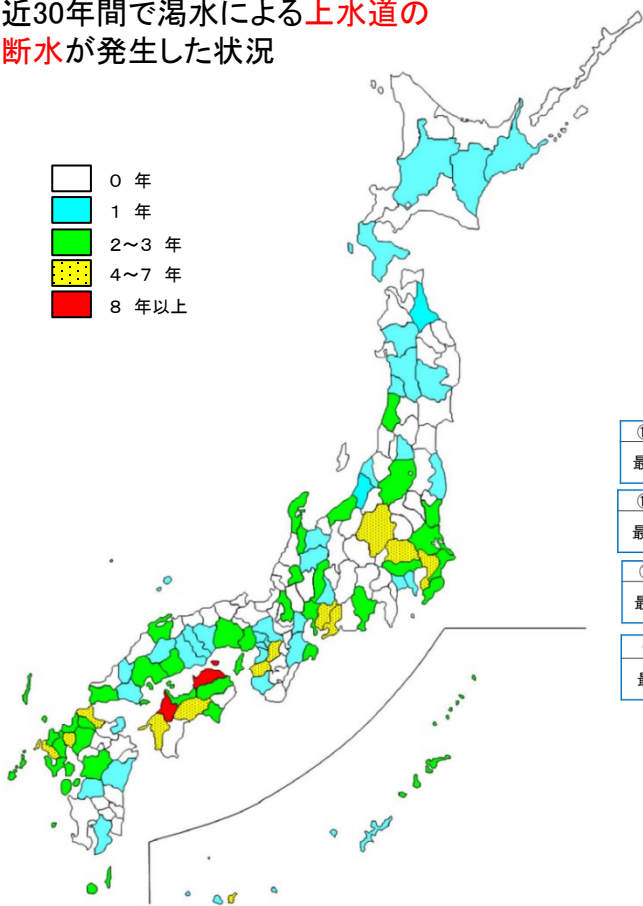 近30年間で渇水による上水道の
断水が発生した状況
0 年
1 年
2～3 年
4～7 年
8 年以上
最